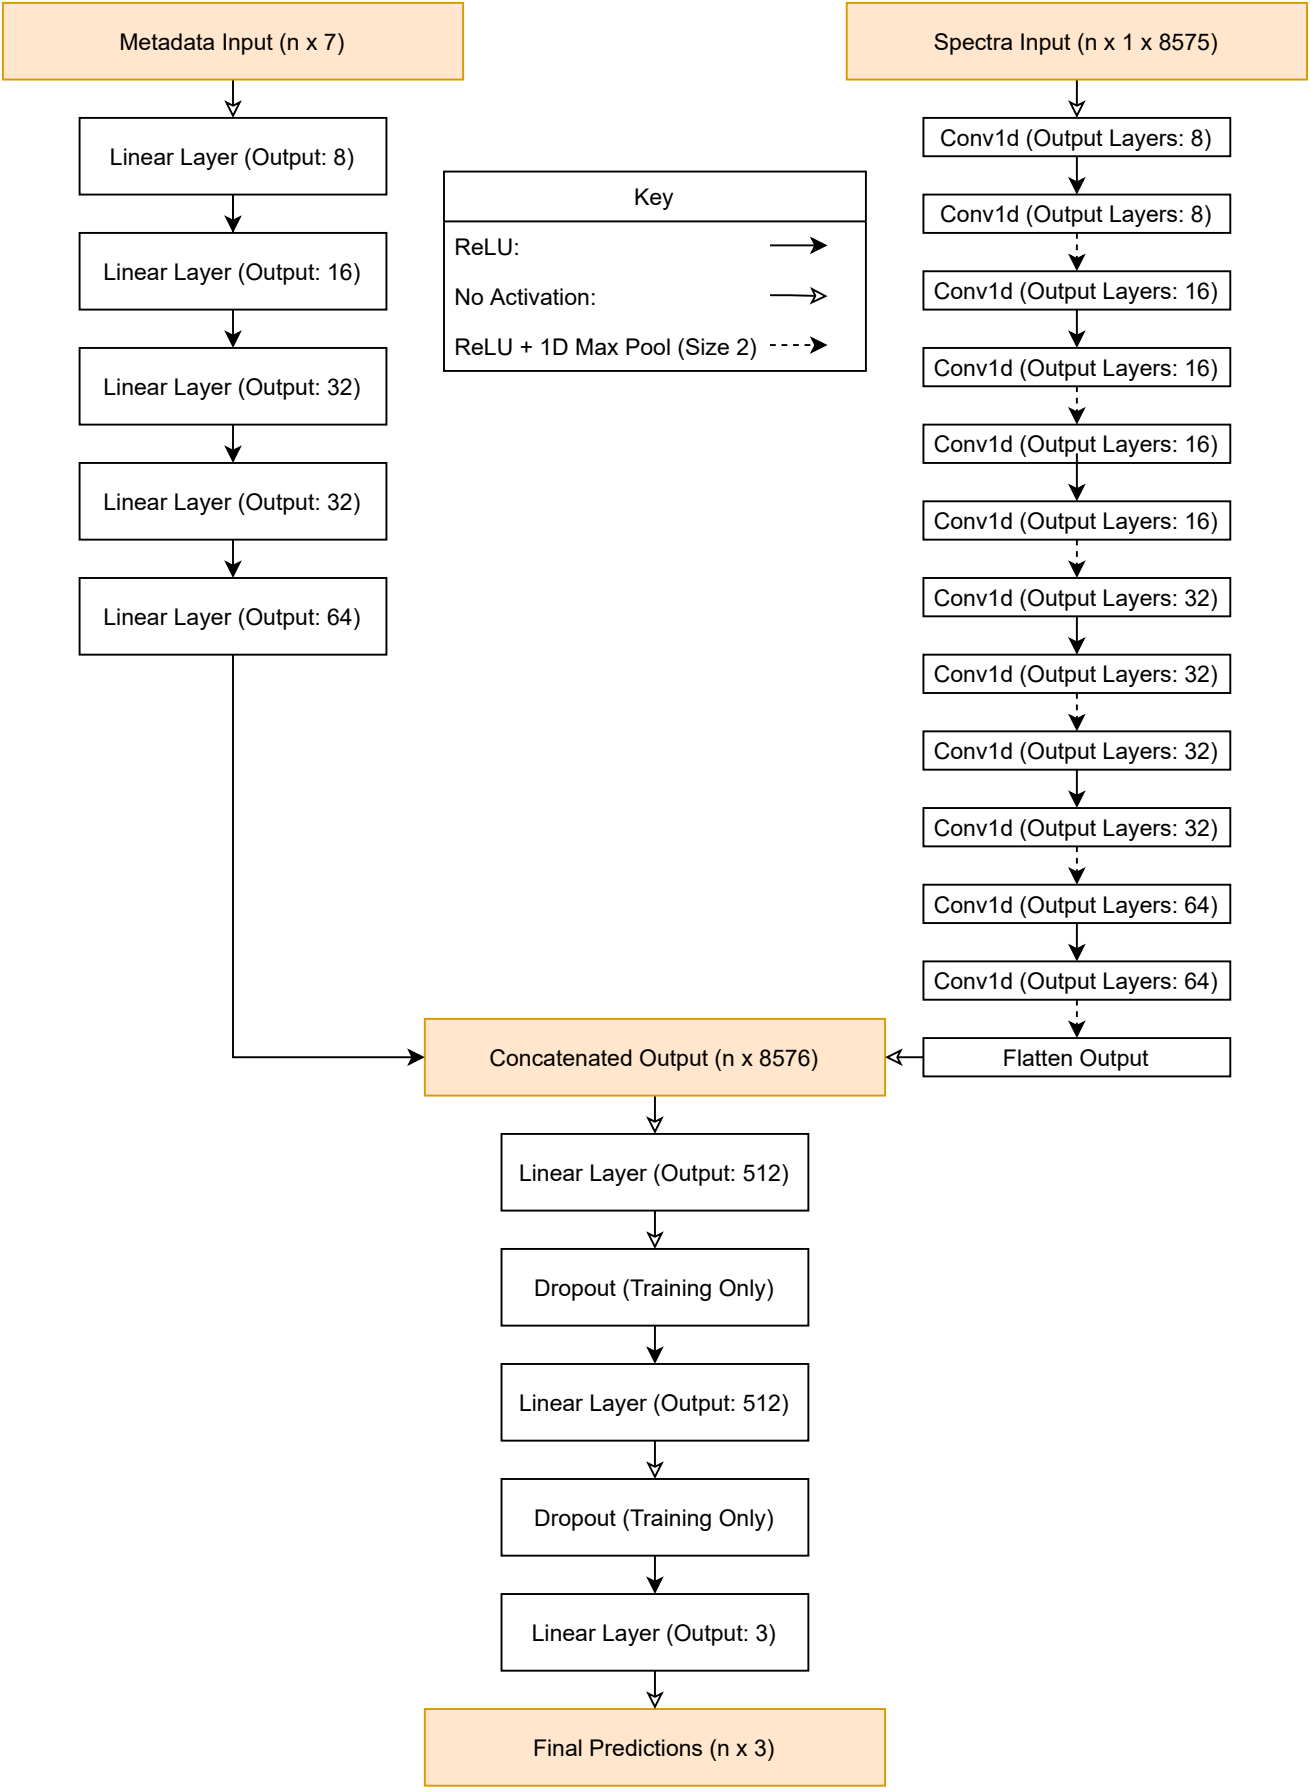 Metadata Input (n x 7)
Linear Layer (Output: 8)
Linear Layer (Output: 16)
Linear Layer (Output: 32)
Linear Layer (Output: 32)
Linear Layer (Output: 64)
Key
ReLU:
No Activation:
ReLU + 1D Max Pool (Size 2)
Spectra Input (n x 1 x 8575)
Conv1d (Output Layers: 8)
Conv1d (Output Layers: 8)
Conv1d (Output Layers: 16)
Conv1d (Output Layers: 16)
Conv1d (Output Layers: 16)
Conv1d (Output Layers: 16)
Conv1d (Output Layers: 32)
Conv1d (Output Layers: 32)
Conv1d (Output Layers: 32)
Conv1d (Output Layers: 32)
Conv1d (Output Layers: 64)
Conv1d (Output Layers: 64)
Flatten Output
Concatenated Output (n x 8576)
Linear Layer (Output: 512)
Dropout (Training Only)
Linear Layer (Output: 512)
Dropout (Training Only)
Linear Layer (Output: 3)
Final Predictions (n x 3)